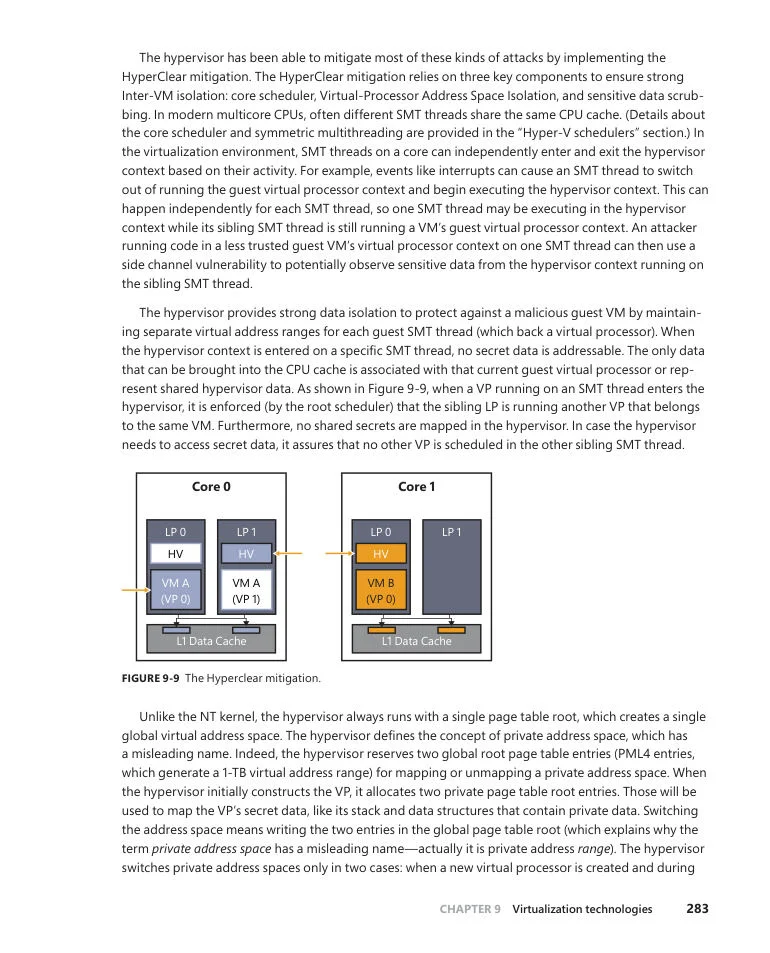 The hypervisor has been able to mitigate most of these kinds of attacks by implementing the
HyperClear mitigation. The HyperClear mitigation relies on three key components to ensure strong
Inter-VM isolation: core scheduler, Virtual-Processor Address Space Isolation, and sensitive data scrub-
bing. In modern multicore CPUs, often different SMT threads share the same CPU cache. (Details about
the core scheduler and symmetric multithreading are provided in the “Hyper-V schedulers” section.) In
the virtualization environment, SMT threads on a core can independently enter and exit the hypervisor
context based on their activity. For example, events like interrupts can cause an SMT thread to switch
out of running the guest virtual processor context and begin executing the hypervisor context. This can
happen independently for each SMT thread, so one SMT thread may be executing in the hypervisor
context while its sibling SMT thread is still running a VM’s guest virtual processor context. An attacker
running code in a less trusted guest VM’s virtual processor context on one SMT thread can then use a
side channel vulnerability to potentially observe sensitive data from the hypervisor context running on
the sibling SMT thread.
The hypervisor provides strong data isolation to protect against a malicious guest VM by maintain-
ing separate virtual address ranges for each guest SMT thread (which back a virtual processor). When
the hypervisor context is entered on a specific SMT thread, no secret data is addressable. The only data
that can be brought into the CPU cache is associated with that current guest virtual processor or rep-
resent shared hypervisor data. As shown in Figure 9-9, when a VP running on an SMT thread enters the
hypervisor, it is enforced (by the root scheduler) that the sibling LP is running another VP that belongs
to the same VM. Furthermore, no shared secrets are mapped in the hypervisor. In case the hypervisor
needs to access secret data, it assures that no other VP is scheduled in the other sibling SMT thread.
Core 0
LP 0
HV
VM A
(VP 0)
LP 1
HV
VM A
(VP 1)
L1 Data Cache
Core 1
LP 0
HV
VM B
(VP 0)
LP 1
L1 Data Cache
FIGURE 9-9 The Hyperclear mitigation.
Unlike the NT kernel, the hypervisor always runs with a single page table root, which creates a single
global virtual address space. The hypervisor defines the concept of private address space, which has
a misleading name. Indeed, the hypervisor reserves two global root page table entries (PML4 entries,
which generate a 1-TB virtual address range) for mapping or unmapping a private address space. When
the hypervisor initially constructs the VP, it allocates two private page table root entries. Those will be
used to map the VP’s secret data, like its stack and data structures that contain private data. Switching
the address space means writing the two entries in the global page table root (which explains why the
term private address space has a misleading name—actually it is private address range). The hypervisor
switches private address spaces only in two cases: when a new virtual processor is created and during
CHAPTER 9 Virtualization technologies 283